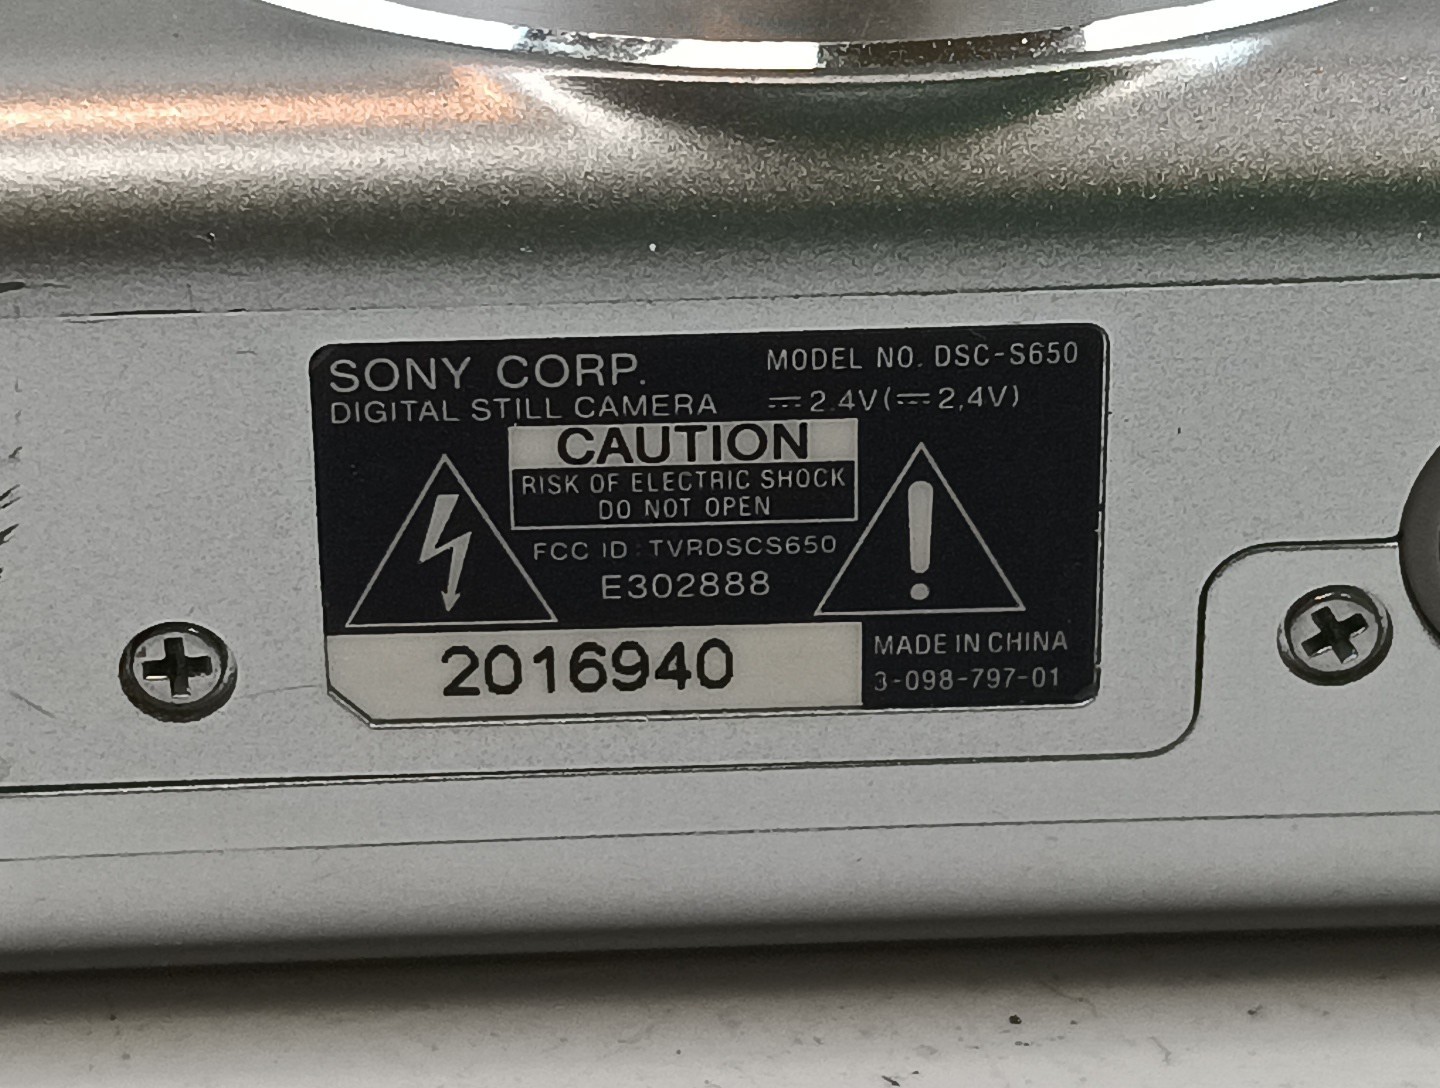 SONY CORP.
MODEL NO. DSC-S650
DIGITAL STILL CAMERA
⎓2.4V(⎓2,4V)
CAUTION
RISK OF ELECTRIC SHOCK
DO NOT OPEN
FCC ID : TVRDSCS650
E302888
2016940
MADE IN CHINA
3-098-797-01